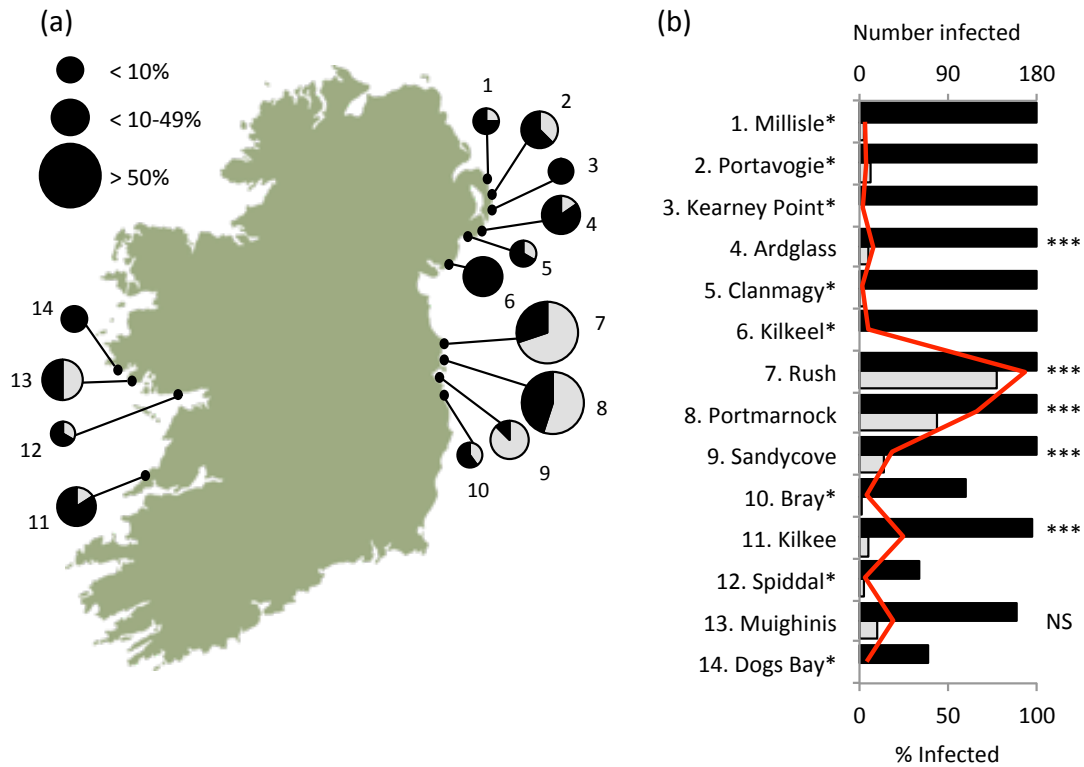 (a)
< 10%
< 10-49%
> 50%
1
2
3
4
5
6
7
8
9
10
11
12
13
14
(b)
Number infected
0 90 180
1. Millisle*
2. Portavogie*
3. Kearney Point*
4. Ardglass ***
5. Clanmagy*
6. Kilkeel*
7. Rush ***
8. Portmarnock ***
9. Sandycove ***
10. Bray*
11. Kilkee ***
12. Spiddal*
13. Muighinis NS
14. Dogs Bay*
0 50 100
% Infected